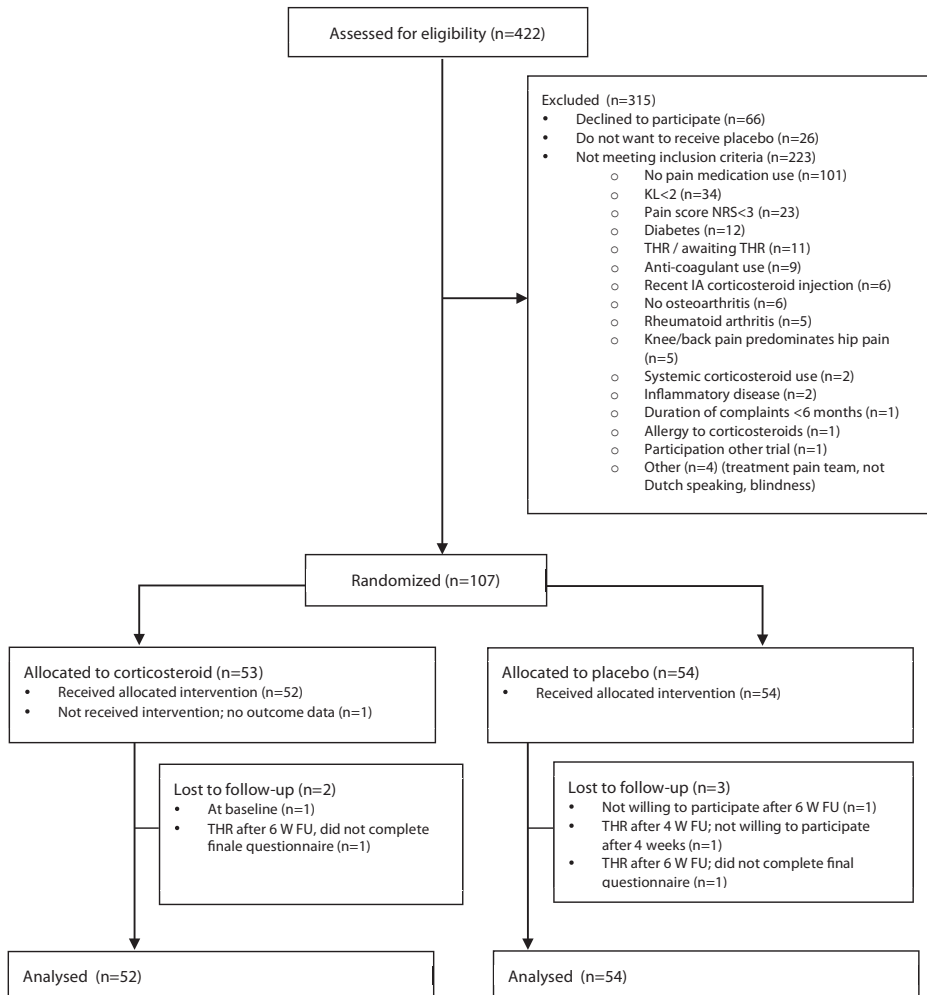 Assessed for eligibility (n=422)
Excluded (n=315)
• Declined to participate (n=66)
• Do not want to receive placebo (n=26)
• Not meeting inclusion criteria (n=223)
o No pain medication use (n=101)
o KL<2 (n=34)
o Pain score NRS<3 (n=23)
o Diabetes (n=12)
o THR / awaiting THR (n=11)
o Anti-coagulant use (n=9)
o Recent IA corticosteroid injection (n=6)
o No osteoarthritis (n=6)
o Rheumatoid arthritis (n=5)
o Knee/back pain predominates hip pain
(n=5)
o Systemic corticosteroid use (n=2)
o Inflammatory disease (n=2)
o Duration of complaints <6 months (n=1)
o Allergy to corticosteroids (n=1)
o Participation other trial (n=1)
o Other (n=4) (treatment pain team, not
Dutch speaking, blindness)
Randomized (n=107)
Allocated to corticosteroid (n=53)
• Received allocated intervention (n=52)
• Not received intervention; no outcome data (n=1)
Allocated to placebo (n=54)
• Received allocated intervention (n=54)
Lost to follow-up (n=2)
• At baseline (n=1)
• THR after 6 W FU, did not complete
finale questionnaire (n=1)
Lost to follow-up (n=3)
• Not willing to participate after 6 W FU (n=1)
• THR after 4 W FU; not willing to participate
after 4 weeks (n=1)
• THR after 6 W FU; did not complete final
questionnaire (n=1)
Analysed (n=52)
Analysed (n=54)